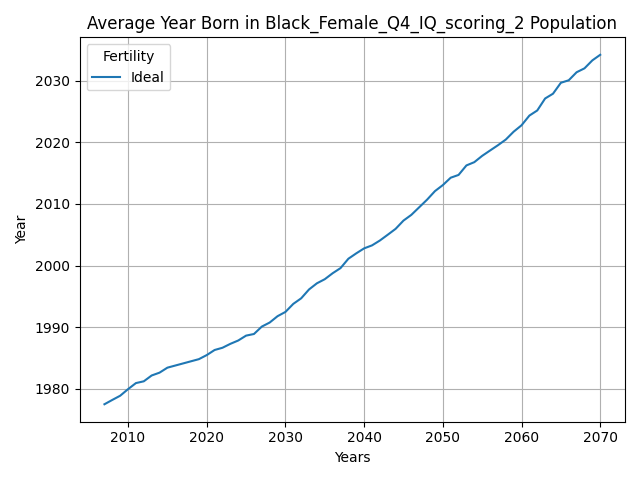 Average Year Born in Black_Female_Q4_IQ_scoring_2 Population
Fertility
Ideal
2030
2020
2010
2000
1990
1980
Year
2010 2020 2030 2040 2050 2060 2070
Years